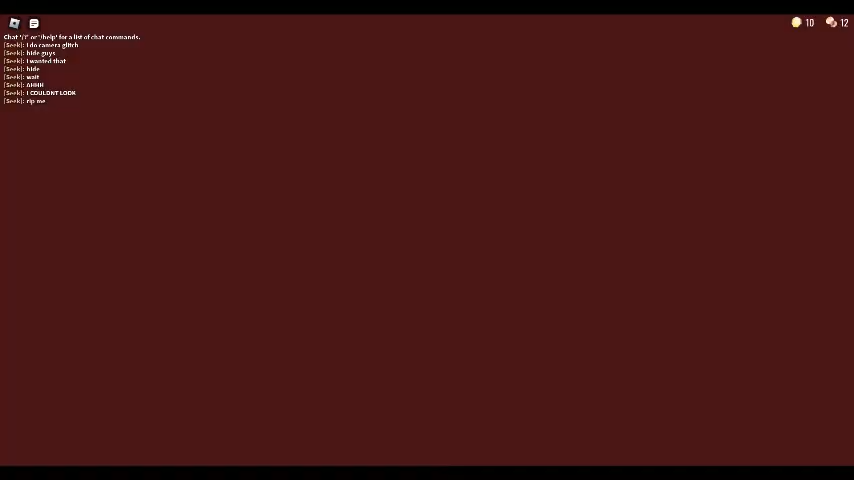 Chat '/?' or '/help' for a list of chat commands.
[Seek]: I do camera glitch
[Seek]: hide guys
[Seek]: I wanted that
[Seek]: hide
[Seek]: wait
[Seek]: AHHH
[Seek]: I COULDNT LOOK
[Seek]: rip me
10
12